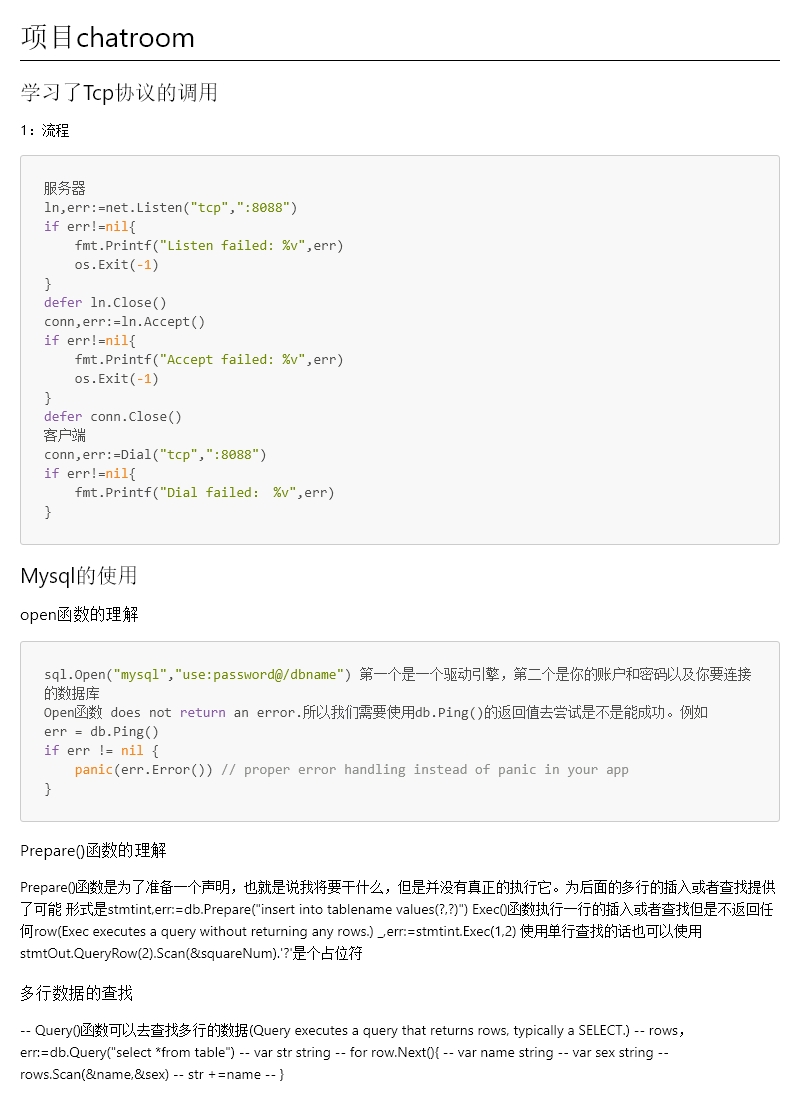 项目chatroom
学习了Tcp协议的调用
1：流程
服务器
ln,err:=net.Listen("tcp",":8088")
if err!=nil{
    fmt.Printf("Listen failed: %v",err)
    os.Exit(-1)
}
defer ln.Close()
conn,err:=ln.Accept()
if err!=nil{
    fmt.Printf("Accept failed: %v",err)
    os.Exit(-1)
}
defer conn.Close()
客户端
conn,err:=Dial("tcp",":8088")
if err!=nil{
    fmt.Printf("Dial failed： %v",err)
}
Mysql的使用
open函数的理解
sql.Open("mysql","use:password@/dbname") 第一个是一个驱动引擎，第二个是你的账户和密码以及你要连接
的数据库
Open函数 does not return an error.所以我们需要使用db.Ping()的返回值去尝试是不是能成功。例如
err = db.Ping()
if err != nil {
    panic(err.Error()) // proper error handling instead of panic in your app
}
Prepare()函数的理解
Prepare()函数是为了准备一个声明，也就是说我将要干什么，但是并没有真正的执行它。为后面的多行的插入或者查找提供
了可能 形式是stmtint,err:=db.Prepare("insert into tablename values(?,?)") Exec()函数执行一行的插入或者查找但是不返回任
何row(Exec executes a query without returning any rows.) _,err:=stmtint.Exec(1,2) 使用单行查找的话也可以使用
stmtOut.QueryRow(2).Scan(&squareNum).'?'是个占位符
多行数据的查找
-- Query()函数可以去查找多行的数据(Query executes a query that returns rows, typically a SELECT.) -- rows，
err:=db.Query("select *from table") -- var str string -- for row.Next(){ -- var name string -- var sex string --
rows.Scan(&name,&sex) -- str +=name -- }